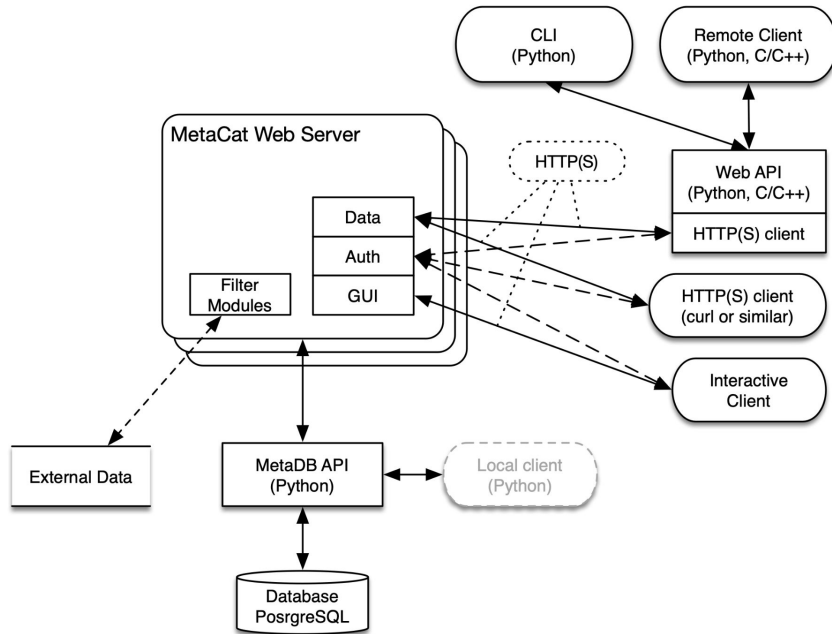 CLI
(Python)
Remote Client
(Python, C/C++)
MetaCat Web Server
HTTP(S)
Web API
(Python, C/C++)
HTTP(S) client
Data
Auth
GUI
Filter
Modules
HTTP(S) client
(curl or similar)
Interactive
Client
External Data
MetaDB API
(Python)
Local client
(Python)
Database
PosrgreSQL